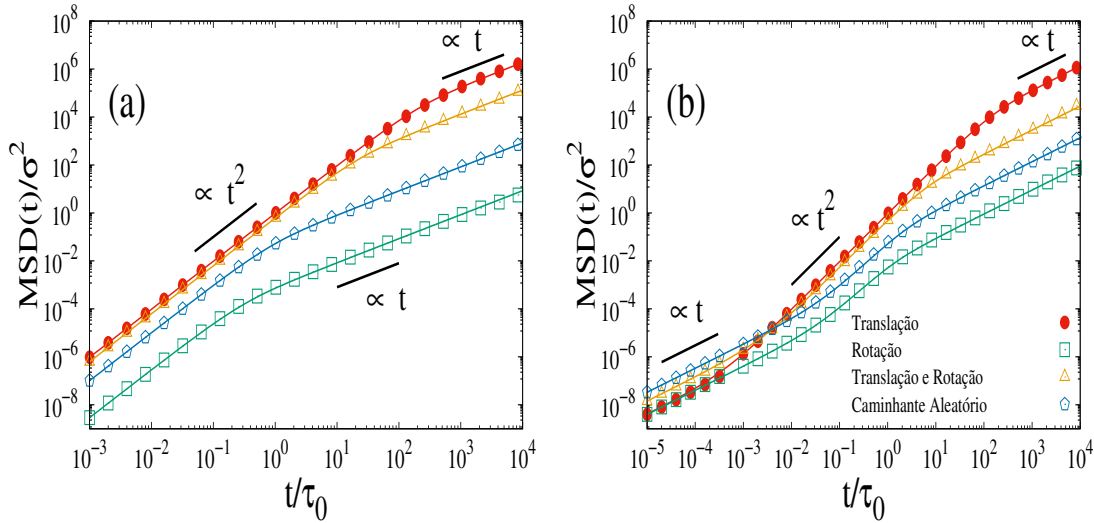 (a)
MSD(t)/σ²
10⁸
10⁶
10⁴
10²
10⁰
10⁻²
10⁻⁴
10⁻⁶
10⁻⁸
∝ t
∝ t²
∝ t
10⁻³ 10⁻² 10⁻¹ 10⁰ 10¹ 10² 10³ 10⁴
t/τ₀
(b)
MSD(t)/σ²
10⁸
10⁶
10⁴
10²
10⁰
10⁻²
10⁻⁴
10⁻⁶
10⁻⁸
∝ t
∝ t²
∝ t
Translação
Rotação
Translação e Rotação
Caminhante Aleatório
10⁻⁵ 10⁻⁴ 10⁻³ 10⁻² 10⁻¹ 10⁰ 10¹ 10² 10³ 10⁴
t/τ₀